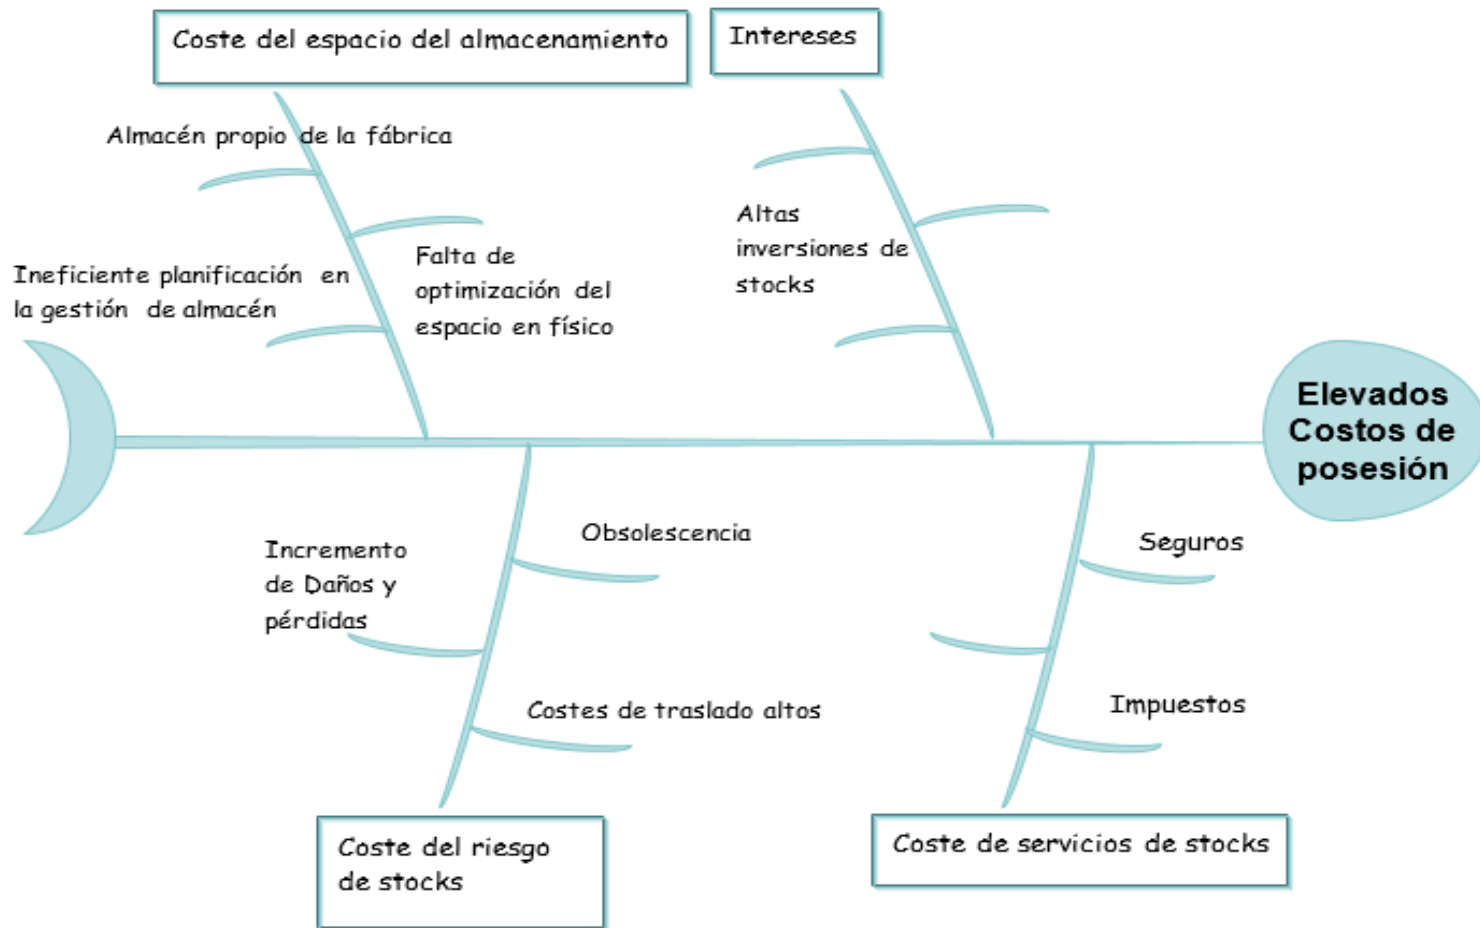 Coste del espacio del almacenamiento
Intereses
Almacén propio de la fábrica
Ineficiente planificación en
la gestión de almacén
Falta de
optimización del
espacio en físico
Altas
inversiones de
stocks
Elevados
Costos de
posesión
Incremento
de Daños y
pérdidas
Obsolescencia
Costes de traslado altos
Seguros
Impuestos
Coste del riesgo
de stocks
Coste de servicios de stocks